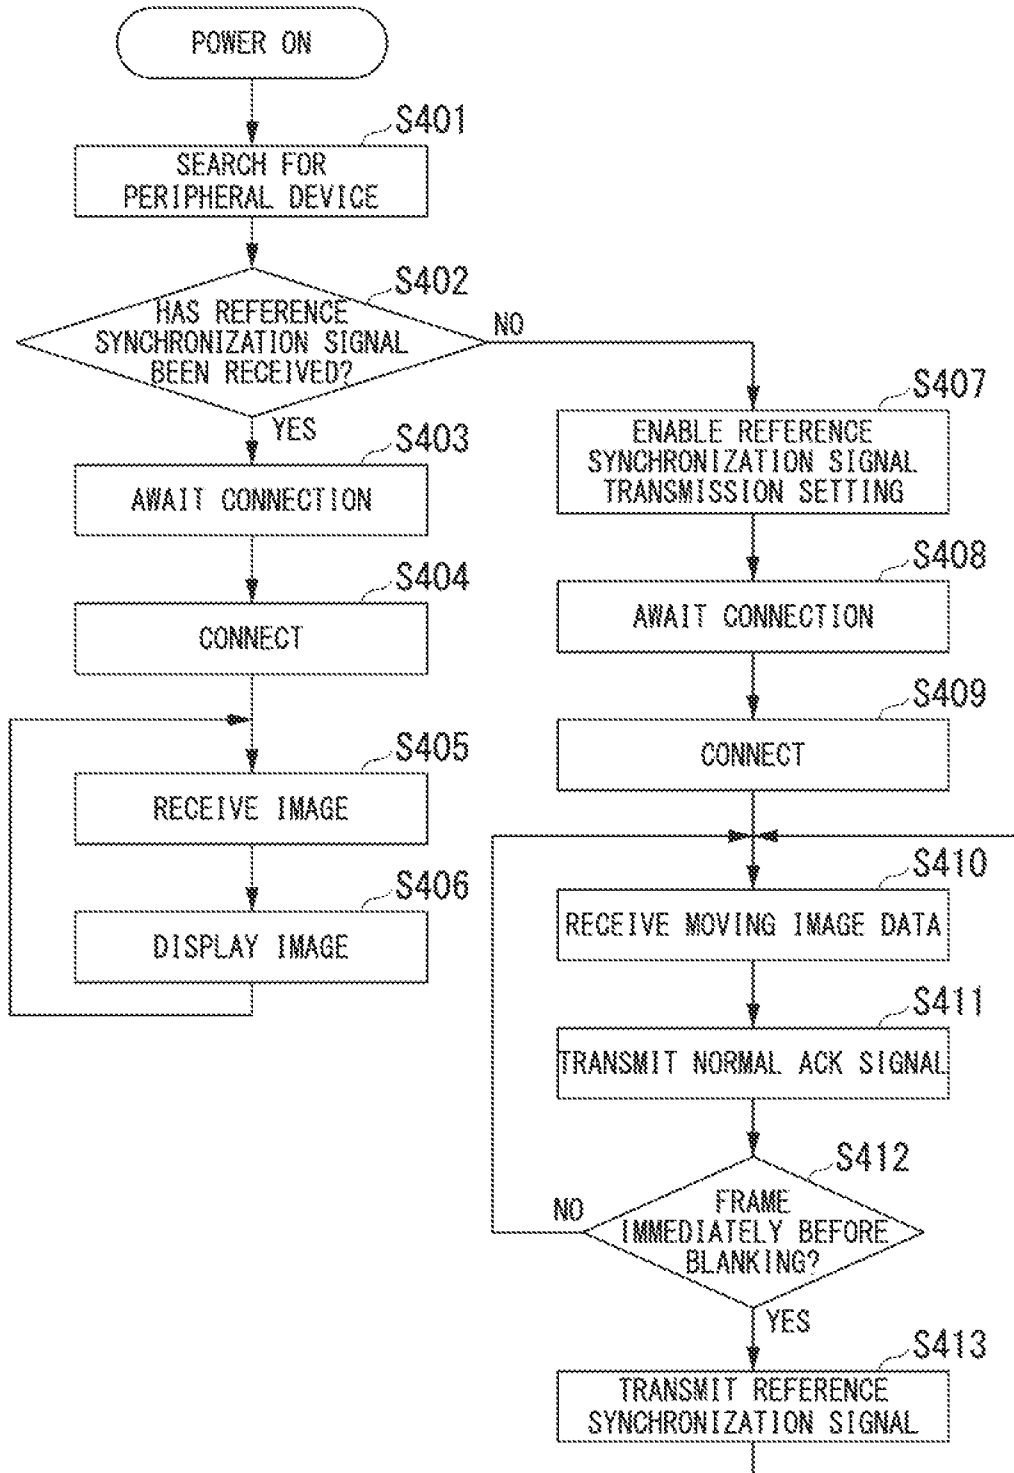 POWER ON
S401
SEARCH FOR
PERIPHERAL DEVICE
S402
HAS REFERENCE
SYNCHRONIZATION SIGNAL
BEEN RECEIVED?
NO
YES
S403
AWAIT CONNECTION
S404
CONNECT
S405
RECEIVE IMAGE
S406
DISPLAY IMAGE
S407
ENABLE REFERENCE
SYNCHRONIZATION SIGNAL
TRANSMISSION SETTING
S408
AWAIT CONNECTION
S409
CONNECT
S410
RECEIVE MOVING IMAGE DATA
S411
TRANSMIT NORMAL ACK SIGNAL
S412
FRAME
IMMEDIATELY BEFORE
BLANKING?
NO
YES
S413
TRANSMIT REFERENCE
SYNCHRONIZATION SIGNAL